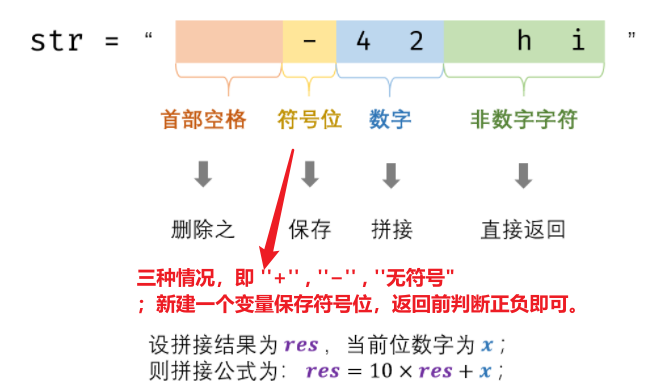 str = “ - 4 2 h i ”
首部空格 符号位 数字 非数字字符
删除之 保存 拼接 直接返回
三种情况，即 ''+'' , ''−'' , ''无符号"
；新建一个变量保存符号位，返回前判断正负即可。
设拼接结果为 res ，当前位数字为 x ；
则拼接公式为： res = 10 × res + x ；